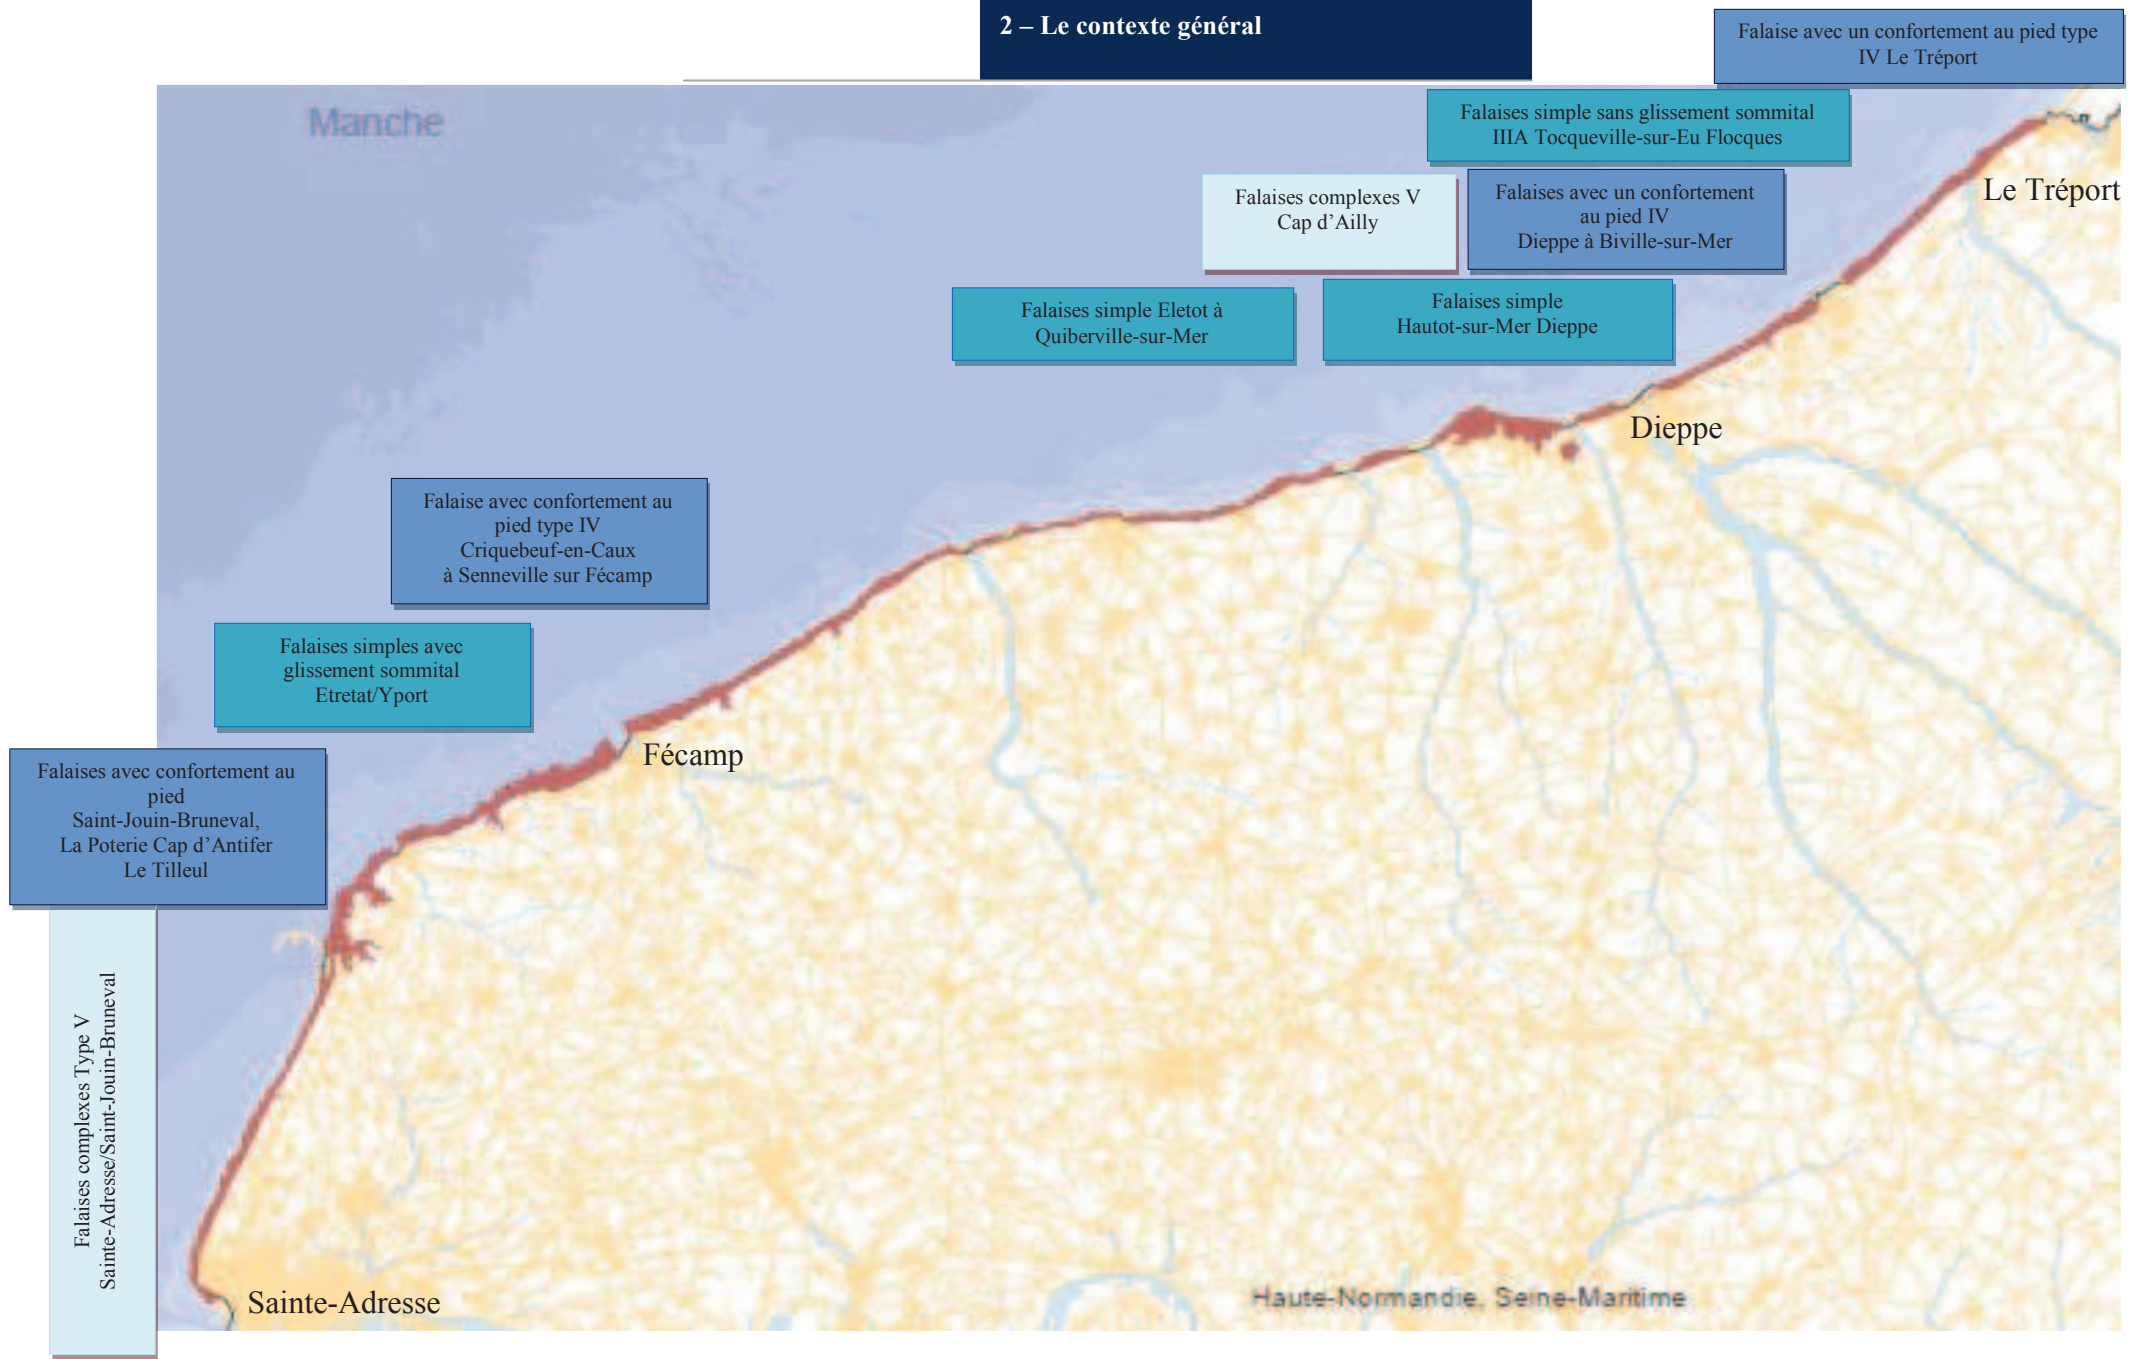 2 – Le contexte général
Falaise avec un confortement au pied type
IV Le Tréport
Manche
Falaises simple sans glissement sommital
IIIA Tocqueville-sur-Eu Flocques
Le Tréport
Falaises complexes V
Cap d’Ailly
Falaises avec un confortement
au pied IV
Dieppe à Biville-sur-Mer
Falaises simple Eletot à
Quiberville-sur-Mer
Falaises simple
Hautot-sur-Mer Dieppe
Dieppe
Falaise avec confortement au
pied type IV
Criquebeuf-en-Caux
à Senneville sur Fécamp
Falaises simples avec
glissement sommital
Etretat/Yport
Fécamp
Falaises avec confortement au
pied
Saint-Jouin-Bruneval,
La Poterie Cap d’Antifer
Le Tilleul
Falaises complexes Type V
Sainte-Adresse/Saint-Jouin-Bruneval
Sainte-Adresse
Haute-Normandie, Seine-Maritime